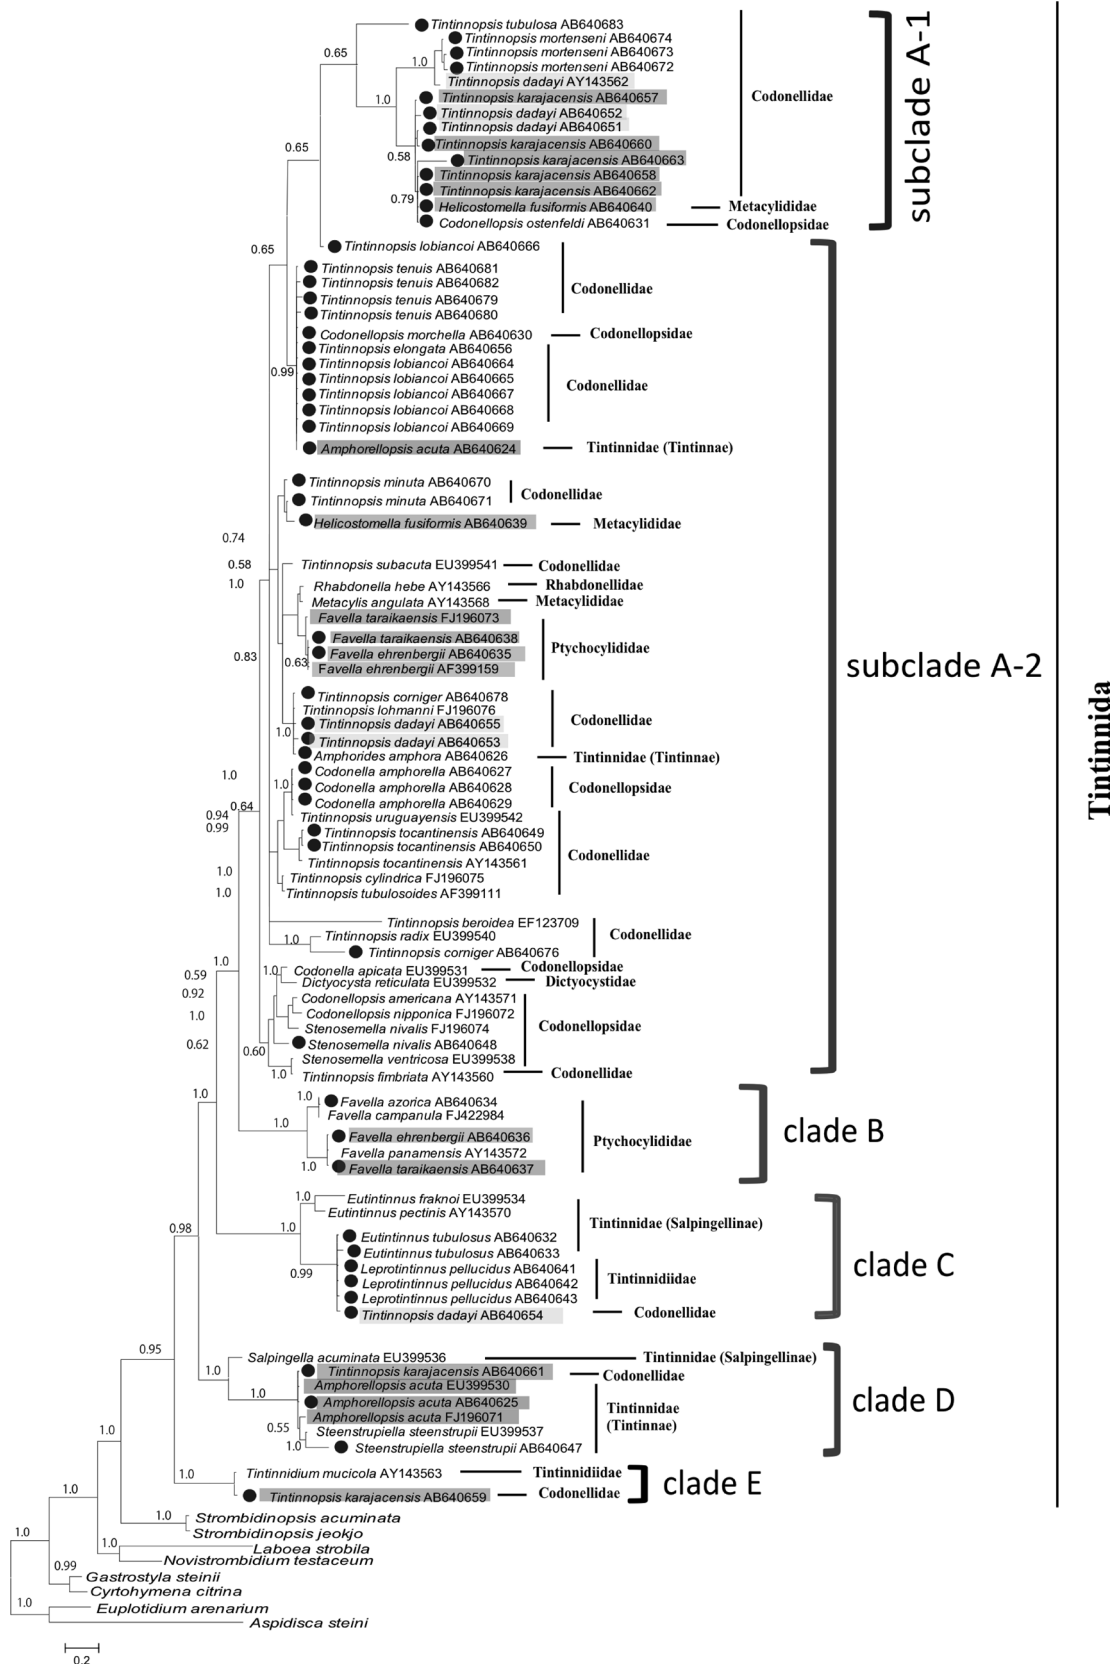 Tintinnopsis tubulosa AB640683
Tintinnopsis mortenseni AB640674
Tintinnopsis mortenseni AB640673
Tintinnopsis mortenseni AB640672
Tintinnopsis dadayi AY143562
Tintinnopsis karajacensis AB640657
Codonellidae
Tintinnopsis dadayi AB640652
Tintinnopsis dadayi AB640651
Tintinnopsis karajacensis AB640660
Tintinnopsis karajacensis AB640663
Tintinnopsis karajacensis AB640658
Tintinnopsis karajacensis AB640662
Helicostomella fusiformis AB640640 Metacylididae
Codonellopsis ostenfeldi AB640631 Codonellopsidae
subclade A-1
0.65
1.0
1.0
0.58
0.79
0.65
0.65
Tintinnopsis lobiancoi AB640666
Tintinnopsis tenuis AB640681
Tintinnopsis tenuis AB640682
Codonellidae
Tintinnopsis tenuis AB640679
Tintinnopsis tenuis AB640680
Codonellopsis morchella AB640630 Codonellopsidae
Tintinnopsis elongata AB640656
Tintinnopsis lobiancoi AB640664
0.99
Tintinnopsis lobiancoi AB640665
Codonellidae
Tintinnopsis lobiancoi AB640667
Tintinnopsis lobiancoi AB640668
Tintinnopsis lobiancoi AB640669
Amphorellopsis acuta AB640624 Tintinnidae (Tintinnae)
Tintinnopsis minuta AB640670
Codonellidae
Tintinnopsis minuta AB640671
Helicostomella fusiformis AB640639 Metacylididae
0.74
0.58
1.0
Tintinnopsis subacuta EU399541 Codonellidae
Rhabdonella hebe AY143566 Rhabdonellidae
Metacylis angulata AY143568 Metacylididae
Favella taraikaensis FJ196073
Favella taraikaensis AB640638
Ptychocylididae
Favella ehrenbergii AB640635
Favella ehrenbergii AF399159
0.83
0.63
subclade A-2
Tintinnida
Tintinnopsis corniger AB640678
Tintinnopsis lohmanni FJ196076
Codonellidae
Tintinnopsis dadayi AB640655
1.0
Tintinnopsis dadayi AB640653
Amphorides amphora AB640626 Tintinnidae (Tintinnae)
Codonella amphorella AB640627
1.0
1.0
Codonella amphorella AB640628
Codonellopsidae
Codonella amphorella AB640629
0.64
0.94
0.99
Tintinnopsis uruguayensis EU399542
Tintinnopsis tocantinensis AB640649
Tintinnopsis tocantinensis AB640650
Codonellidae
Tintinnopsis tocantinensis AY143561
1.0
Tintinnopsis cylindrica FJ196075
1.0
Tintinnopsis tubulosoides AF399111
Tintinnopsis beroidea EF123709
Tintinnopsis radix EU399540
Codonellidae
1.0
Tintinnopsis corniger AB640676
1.0
0.59
0.92
1.0
0.62
1.0
Codonella apicata EU399531 Codonellopsidae
Dictyocysta reticulata EU399532 Dictyocystidae
Codonellopsis americana AY143571
Codonellopsis nipponica FJ196072
Codonellopsidae
Stenosemella nivalis FJ196074
Stenosemella nivalis AB640648
0.60
Stenosemella ventricosa EU399538
1.0
Tintinnopsis fimbriata AY143560 Codonellidae
1.0
1.0
Favella azorica AB640634
Favella campanula FJ422984
1.0
Favella ehrenbergii AB640636
Ptychocylididae
clade B
Favella panamensis AY143572
1.0
Favella taraikaensis AB640637
1.0
Eutintinnus fraknoi EU399534
Eutintinnus pectinis AY143570
Tintinnidae (Salpingellinae)
1.0
0.98
Eutintinnus tubulosus AB640632
Eutintinnus tubulosus AB640633
Leprotintinnus pellucidus AB640641
0.99
Tintinnidiidae
clade C
Leprotintinnus pellucidus AB640642
Leprotintinnus pellucidus AB640643
Tintinnopsis dadayi AB640654 Codonellidae
0.95
Salpingella acuminata EU399536 Tintinnidae (Salpingellinae)
1.0
Tintinnopsis karajacensis AB640661 Codonellidae
Amphorellopsis acuta EU399530
1.0
Amphorellopsis acuta AB640625
Tintinnidae
(Tintinnae)
clade D
Amphorellopsis acuta FJ196071
0.55
Steenstrupiella steenstrupii EU399537
1.0
Steenstrupiella steenstrupii AB640647
1.0
1.0
Tintinnidium mucicola AY143563 Tintinnidiidae
Tintinnopsis karajacensis AB640659 Codonellidae
clade E
1.0
1.0
Strombidinopsis acuminata
Strombidinopsis jeokjo
1.0
1.0
Laboea strobila
Novistrombidium testaceum
0.99
Gastrostyla steinii
Cyrtohymena citrina
1.0
Euplotidium arenarium
Aspidisca steini
0.2